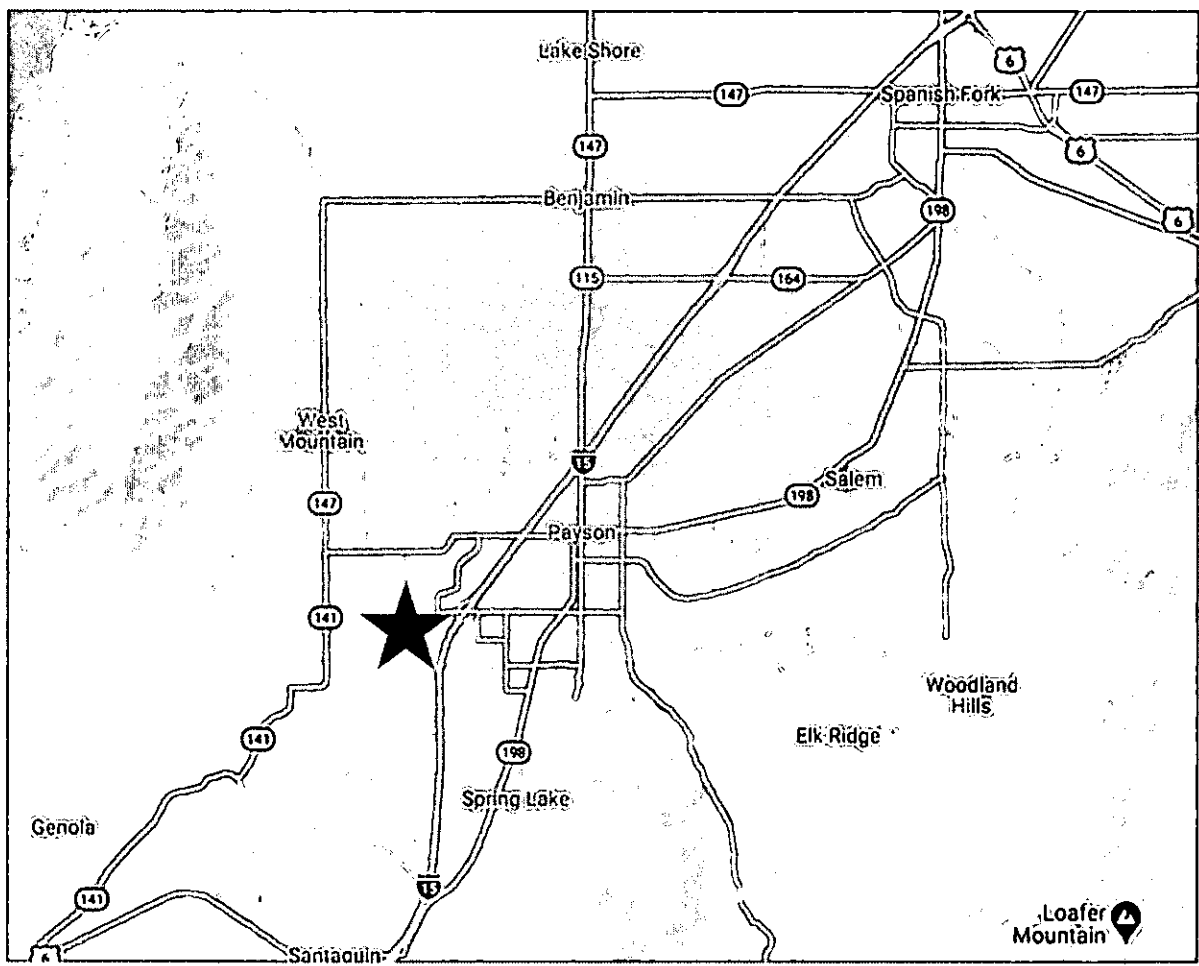 Lake Shore
6
147
Spanish Fork
147
147
6
Benjamin
198
6
115
164
West
Mountain
15
Salem
147
198
Payson
141
Woodland
Hills
Elk Ridge
141
198
Spring Lake
Genola
15
141
Loafer
Mountain
Santaquin
6